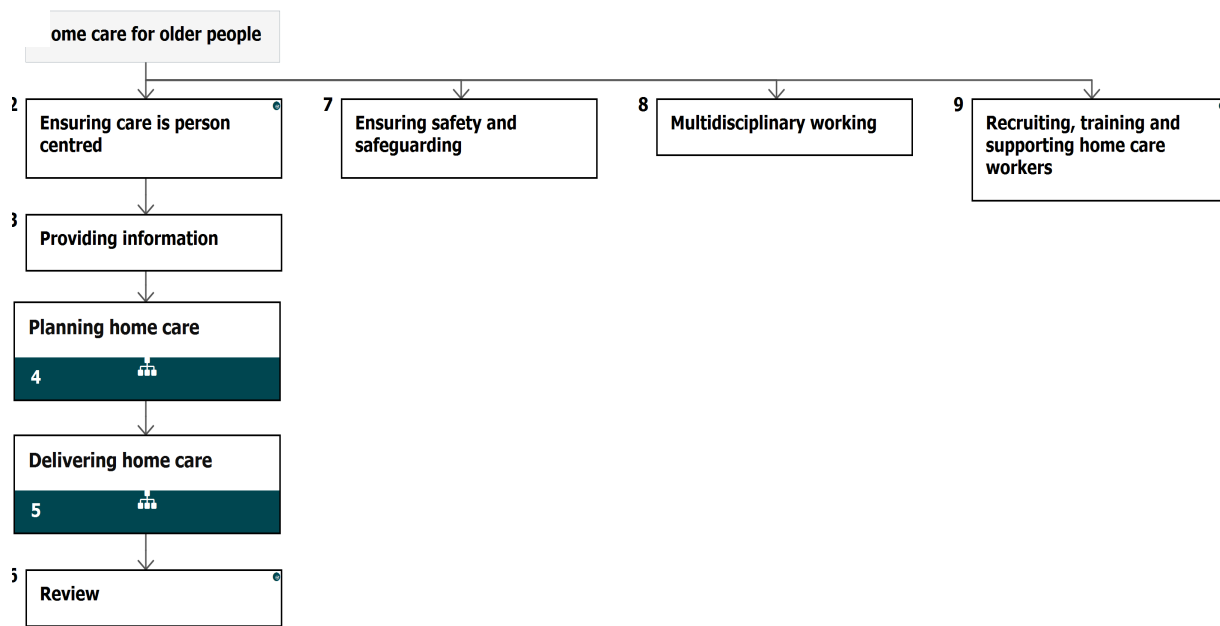 ome care for older people
2
Ensuring care is person
centred
7
Ensuring safety and
safeguarding
8
Multidisciplinary working
9
Recruiting, training and
supporting home care
workers
3
Providing information
Planning home care
4
Delivering home care
5
6
Review